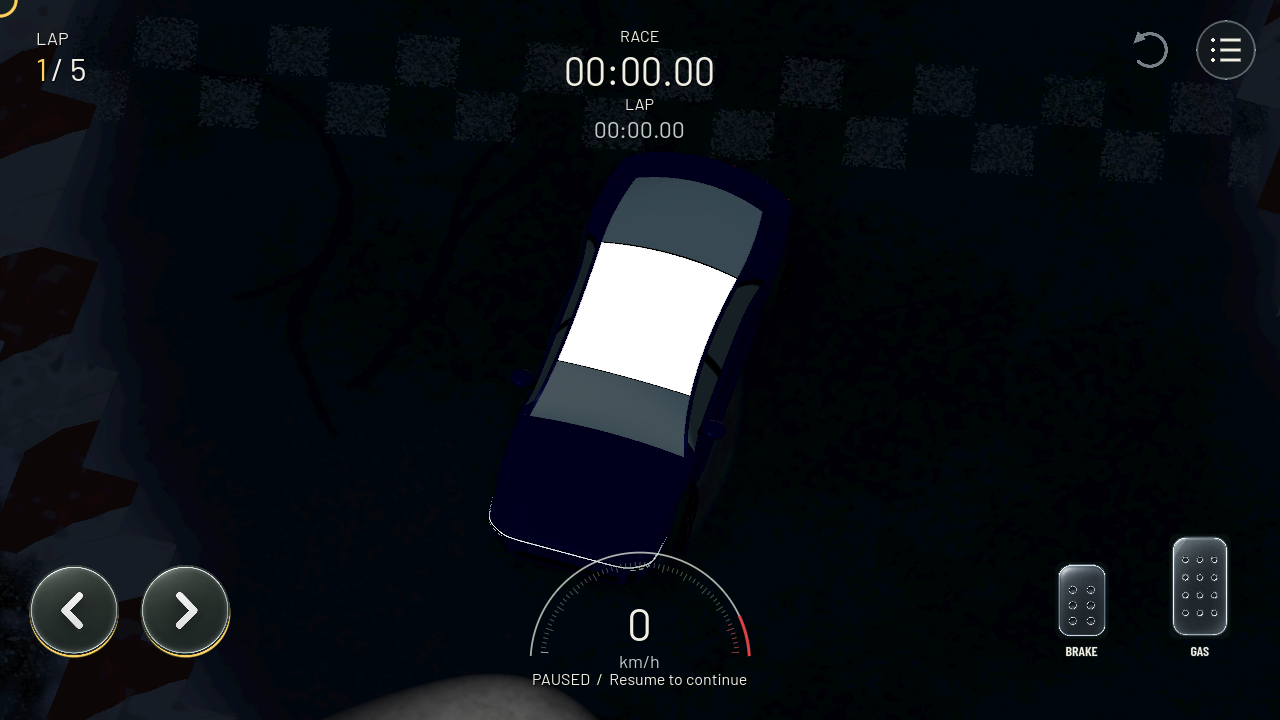 LAP
1/ 5
RACE
00:00.00
LAP
00:00.00
0
km/h
PAUSED / Resume to continue
BRAKE
GAS